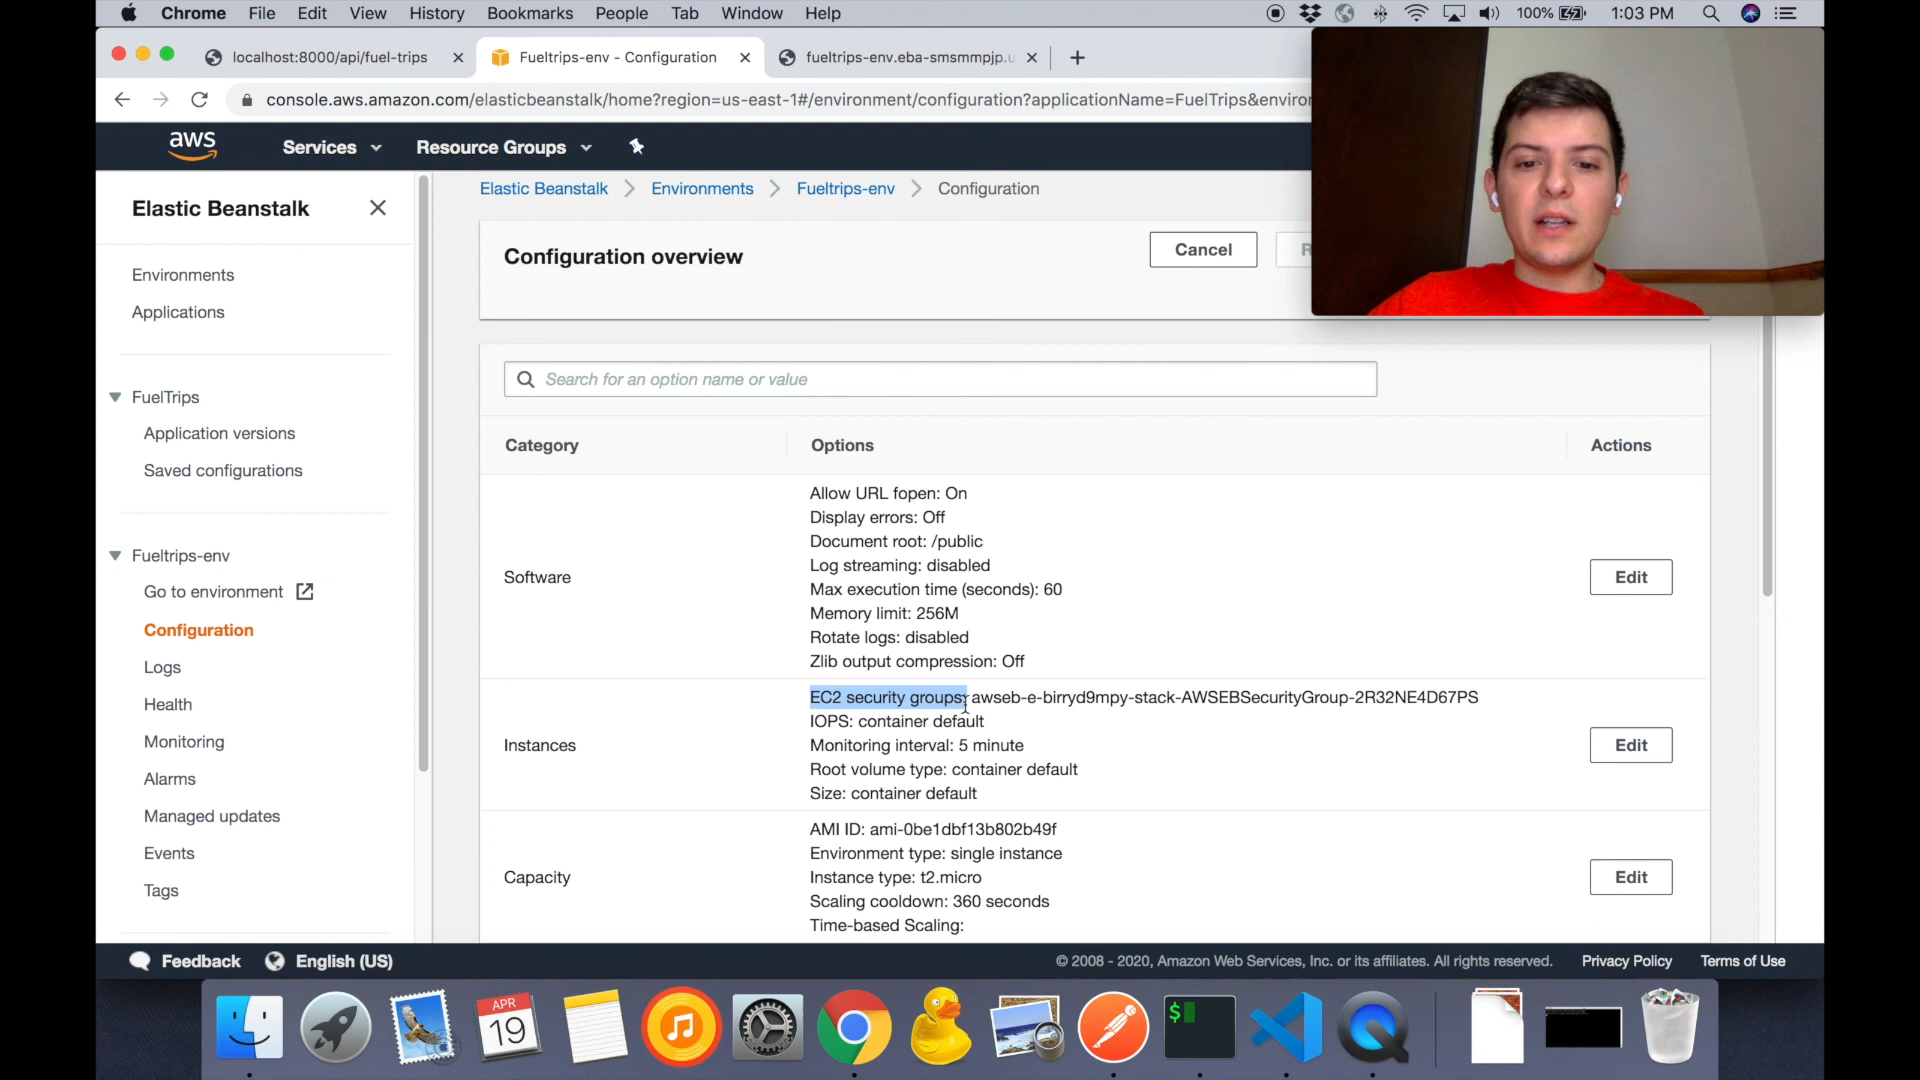 Chrome File Edit View History Bookmarks People Tab Window Help 100% 1:03 PM
localhost:8000/api/fuel-trips Fueltrips-env - Configuration fueltrips-env.eba-smsmmpjp.u
console.aws.amazon.com/elasticbeanstalk/home?region=us-east-1#/environment/configuration?applicationName=FuelTrips&enviro
aws Services Resource Groups
Elastic Beanstalk
Environments
Applications
FuelTrips
Application versions
Saved configurations
Fueltrips-env
Go to environment
Configuration
Logs
Health
Monitoring
Alarms
Managed updates
Events
Tags
Elastic Beanstalk Environments Fueltrips-env Configuration
Configuration overview
Cancel R
Search for an option name or value
Category Options Actions
Software
Allow URL fopen: On
Display errors: Off
Document root: /public
Log streaming: disabled
Max execution time (seconds): 60
Memory limit: 256M
Rotate logs: disabled
Zlib output compression: Off
Edit
Instances
EC2 security groups: awseb-e-birryd9mpy-stack-AWSEBSecurityGroup-2R32NE4D67PS
IOPS: container default
Monitoring interval: 5 minute
Root volume type: container default
Size: container default
Edit
Capacity
AMI ID: ami-0be1dbf13b802b49f
Environment type: single instance
Instance type: t2.micro
Scaling cooldown: 360 seconds
Time-based Scaling:
Edit
Feedback English (US) © 2008 - 2020, Amazon Web Services, Inc. or its affiliates. All rights reserved. Privacy Policy Terms of Use
APR
19
$